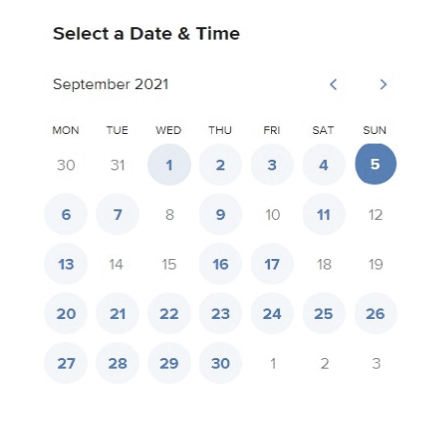 Select a Date & Time
September 2021
MON TUE WED THU FRI SAT SUN
30 31 1 2 3 4 5
6 7 8 9 10 11 12
13 14 15 16 17 18 19
20 21 22 23 24 25 26
27 28 29 30 1 2 3